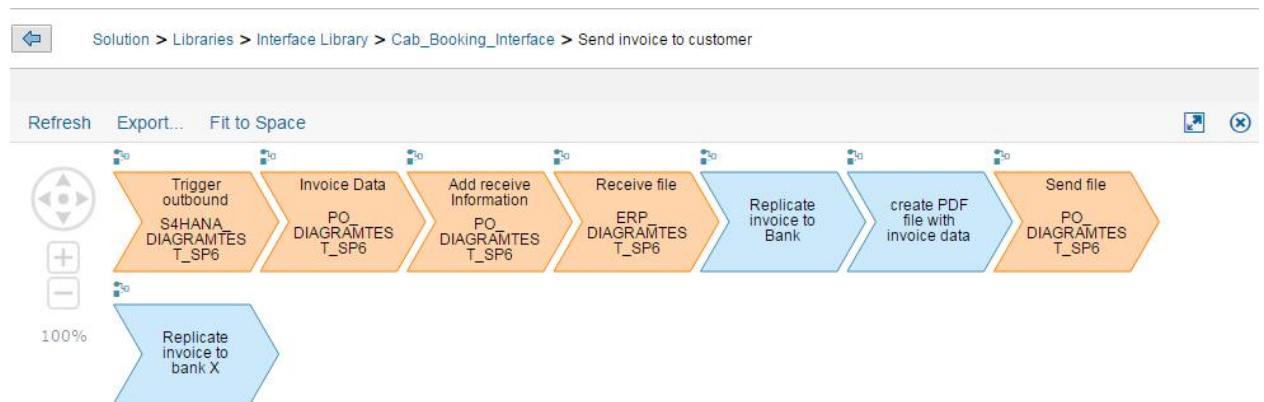 Solution > Libraries > Interface Library > Cab_Booking_Interface > Send invoice to customer
Refresh Export... Fit to Space
Trigger
outbound
S4HANA_
DIAGRAMTES
T_SP6
Invoice Data
PO_
DIAGRAMTES
T_SP6
Add receive
Information
PO_
DIAGRAMTES
T_SP6
Receive file
ERP_
DIAGRAMTES
T_SP6
Replicate
invoice to
Bank
create PDF
file with
invoice data
Send file
PO_
DIAGRAMTES
T_SP6
100%
Replicate
invoice to
bank X